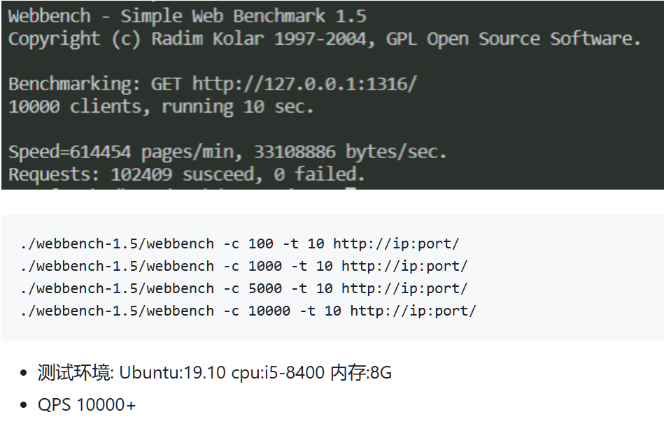 Webbench - Simple Web Benchmark 1.5
Copyright (c) Radim Kolar 1997-2004, GPL Open Source Software.
Benchmarking: GET http://127.0.0.1:1316/
10000 clients, running 10 sec.
Speed=614454 pages/min, 33108886 bytes/sec.
Requests: 102409 susceed, 0 failed.
./webbench-1.5/webbench -c 100 -t 10 http://ip:port/
./webbench-1.5/webbench -c 1000 -t 10 http://ip:port/
./webbench-1.5/webbench -c 5000 -t 10 http://ip:port/
./webbench-1.5/webbench -c 10000 -t 10 http://ip:port/
• 测试环境: Ubuntu:19.10 cpu:i5-8400 内存:8G
• QPS 10000+